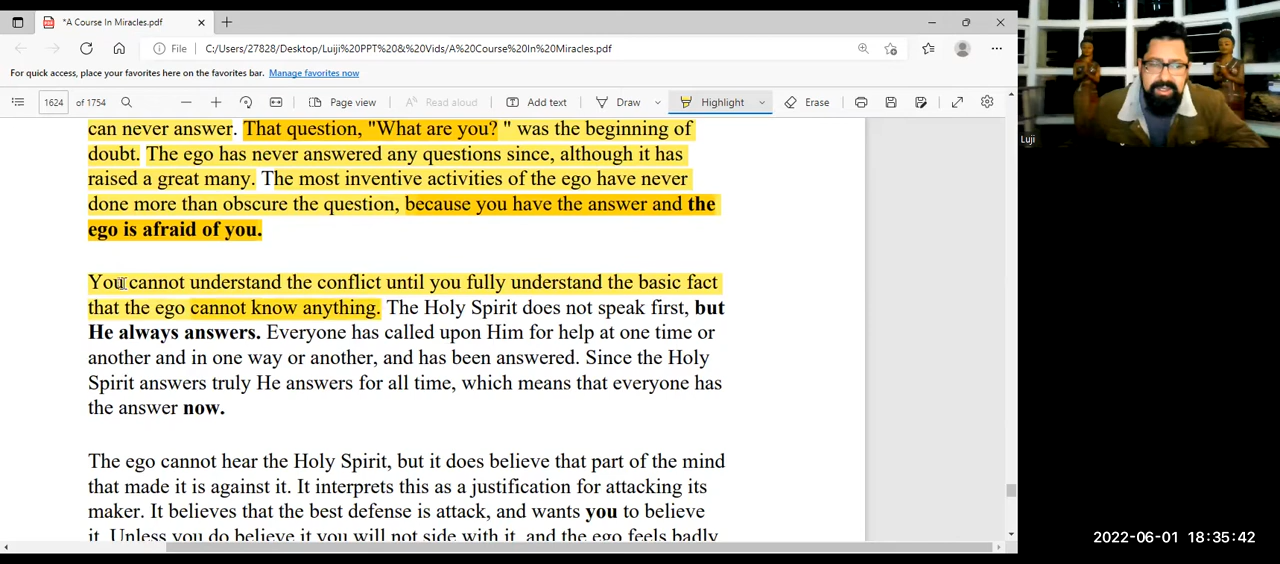 *A Course In Miracles.pdf
File
C:/Users/27828/Desktop/Luiji%20PPT%20&%20Vids/A%20Course%20In%20Miracles.pdf
For quick access, place your favorites here on the favorites bar. Manage favorites now
1624 of 1754
Page view
Read aloud
Add text
Draw
Highlight
Erase
can never answer. That question, "What are you? " was the beginning of
doubt. The ego has never answered any questions since, although it has
raised a great many. The most inventive activities of the ego have never
done more than obscure the question, because you have the answer and the
ego is afraid of you.
You cannot understand the conflict until you fully understand the basic fact
that the ego cannot know anything. The Holy Spirit does not speak first, but
He always answers. Everyone has called upon Him for help at one time or
another and in one way or another, and has been answered. Since the Holy
Spirit answers truly He answers for all time, which means that everyone has
the answer now.
The ego cannot hear the Holy Spirit, but it does believe that part of the mind
that made it is against it. It interprets this as a justification for attacking its
maker. It believes that the best defense is attack, and wants you to believe
it. Unless you do believe it you will not side with it, and the ego feels badly
Luji
2022-06-01 18:35:42